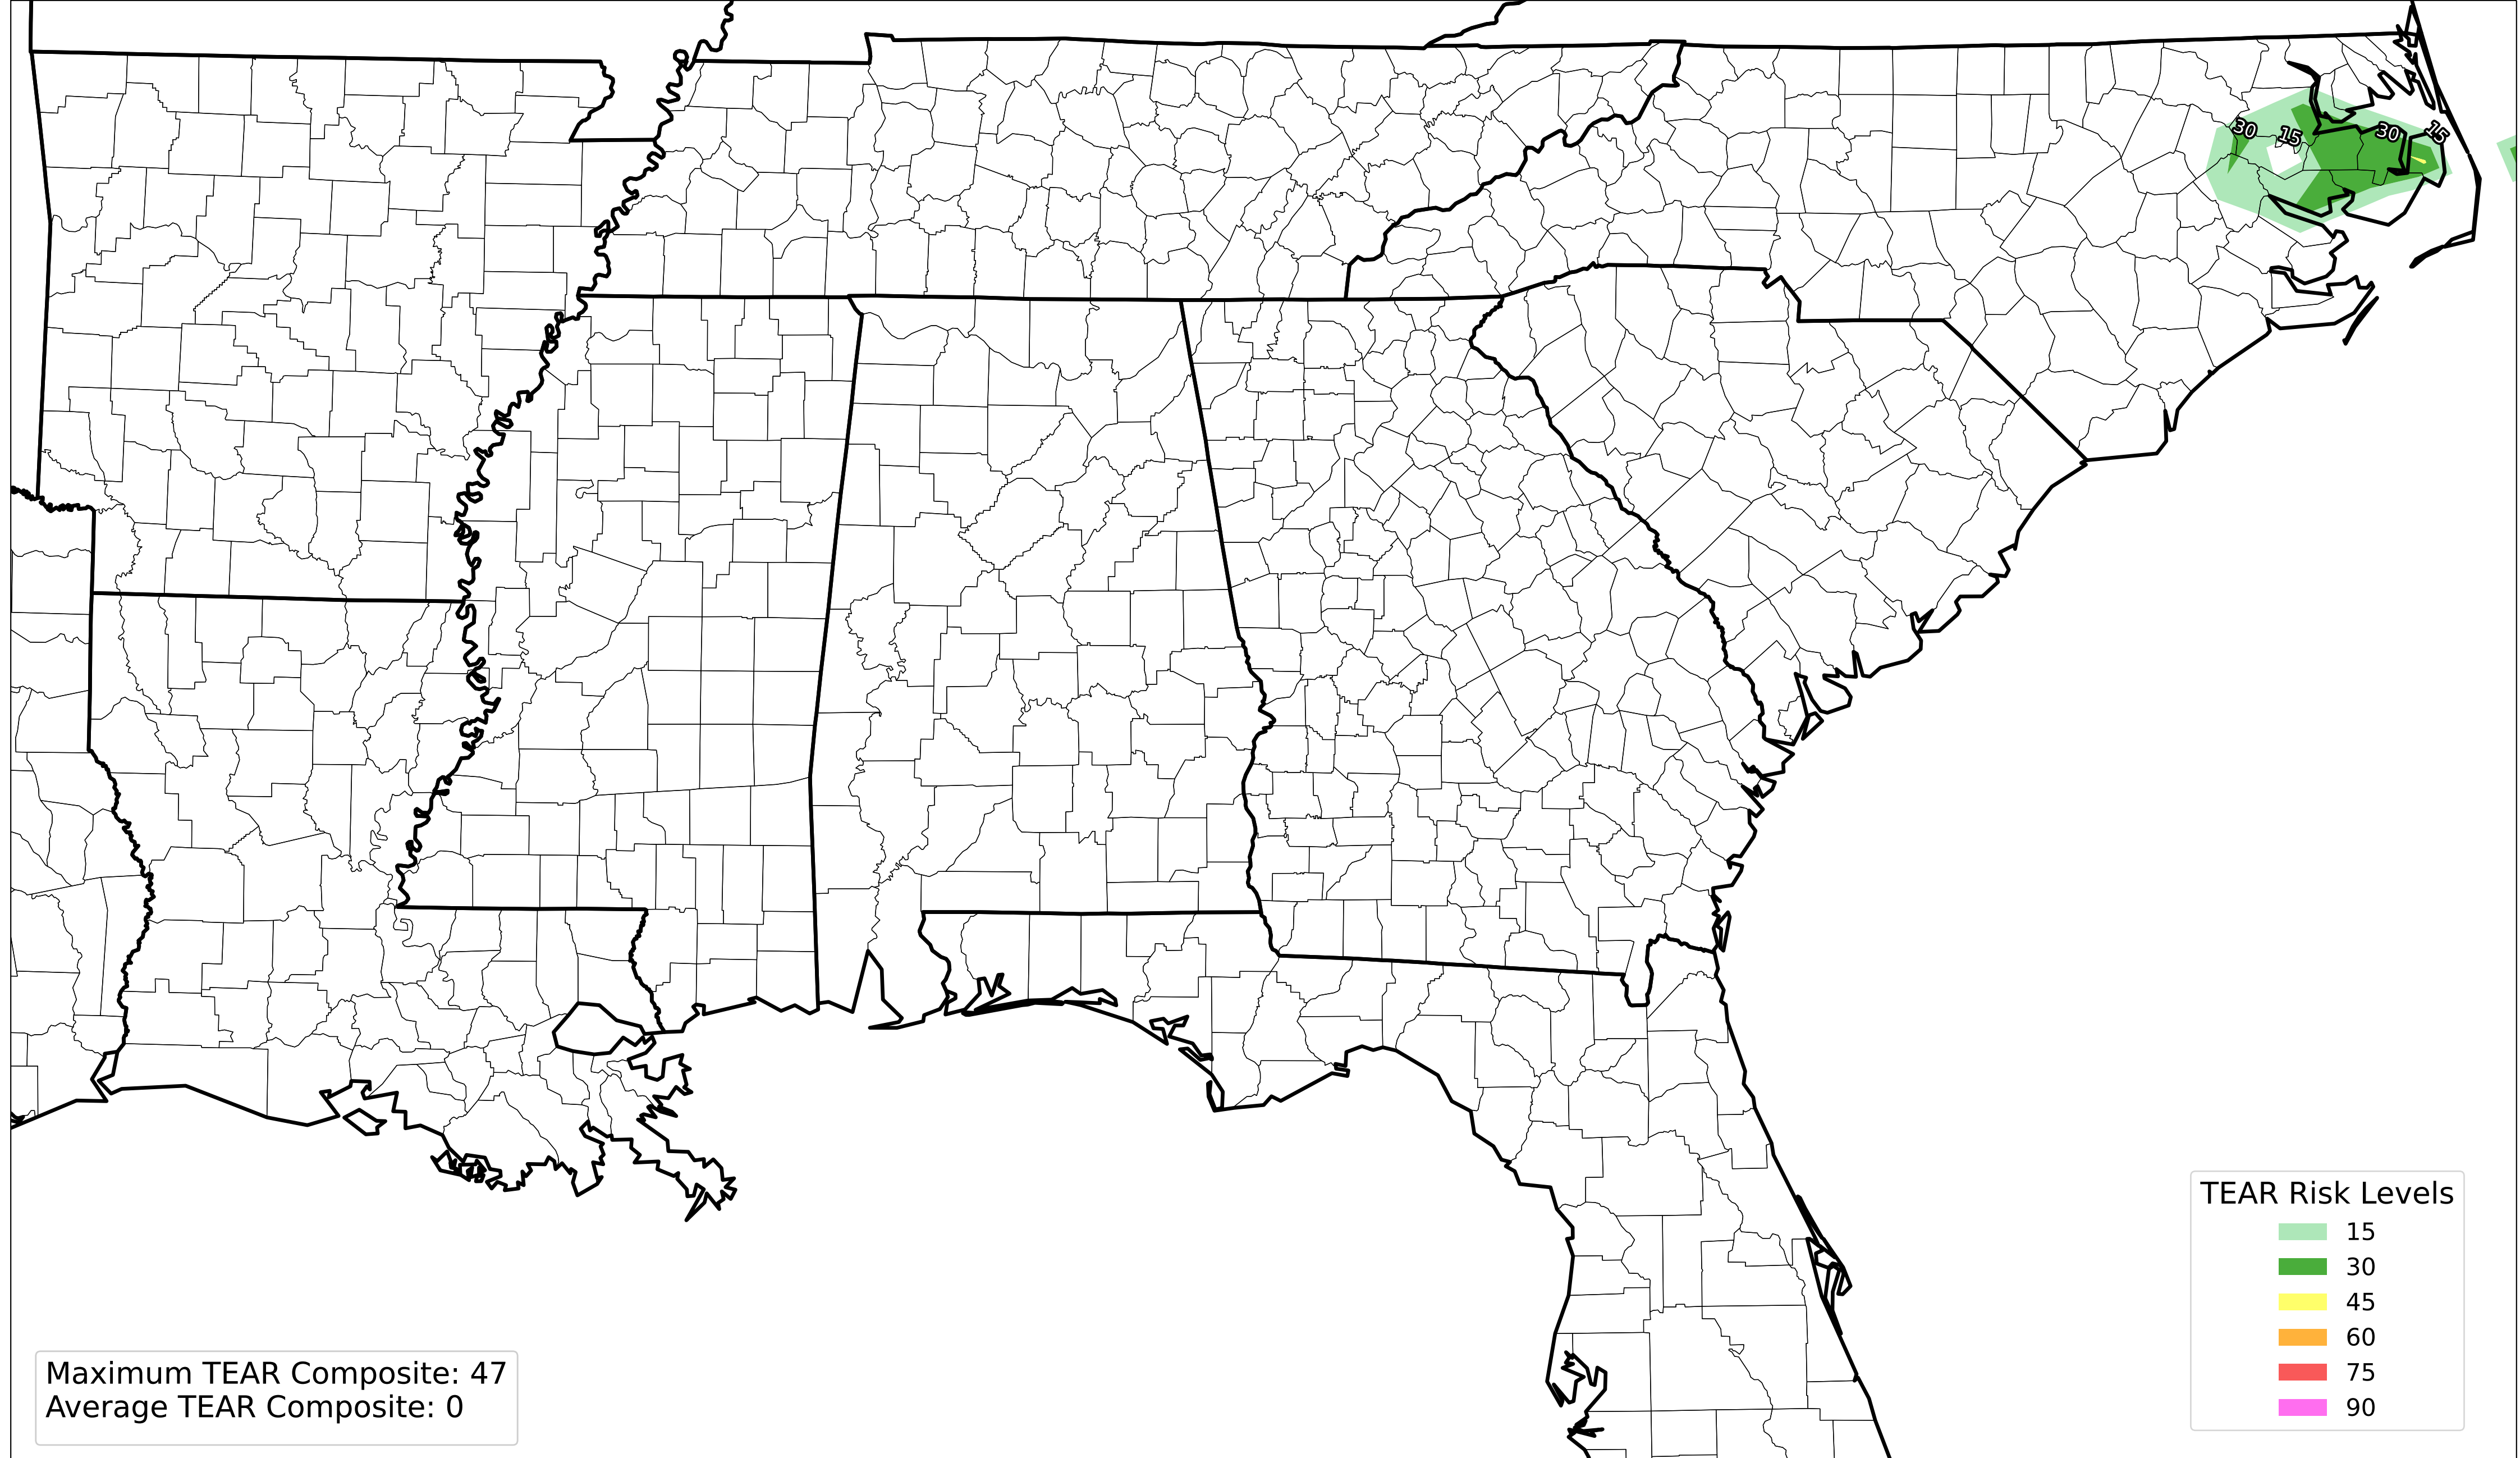 30 15 30 15
TEAR Risk Levels
15
30
45
60
75
90
Maximum TEAR Composite: 47
Average TEAR Composite: 0